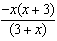 −x(x + 3)
(3 + x)